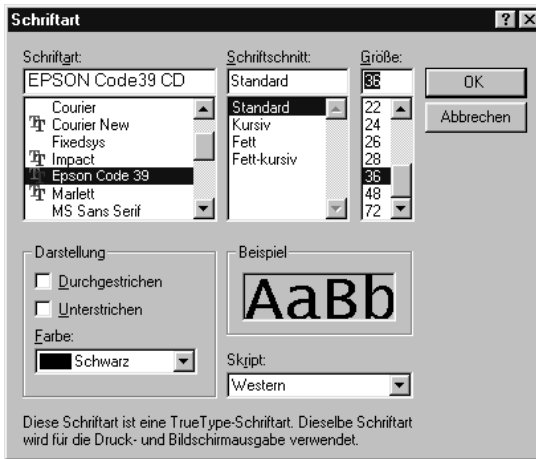 Schriftart
Schriftart: Schriftschnitt: Größe:
EPSON Code39 CD Standard 36 OK
Courier Standard 22 Abbrechen
Courier New Kursiv 24
Fixedsys Fett 26
Impact Fett-kursiv 28
Epson Code 39 36
Marlett 48
MS Sans Serif 72
Darstellung Beispiel
Durchgestrichen AaBb
Unterstrichen
Farbe:
Schwarz
Skript:
Western
Diese Schriftart ist eine TrueType-Schriftart. Dieselbe Schriftart
wird für die Druck- und Bildschirmausgabe verwendet.